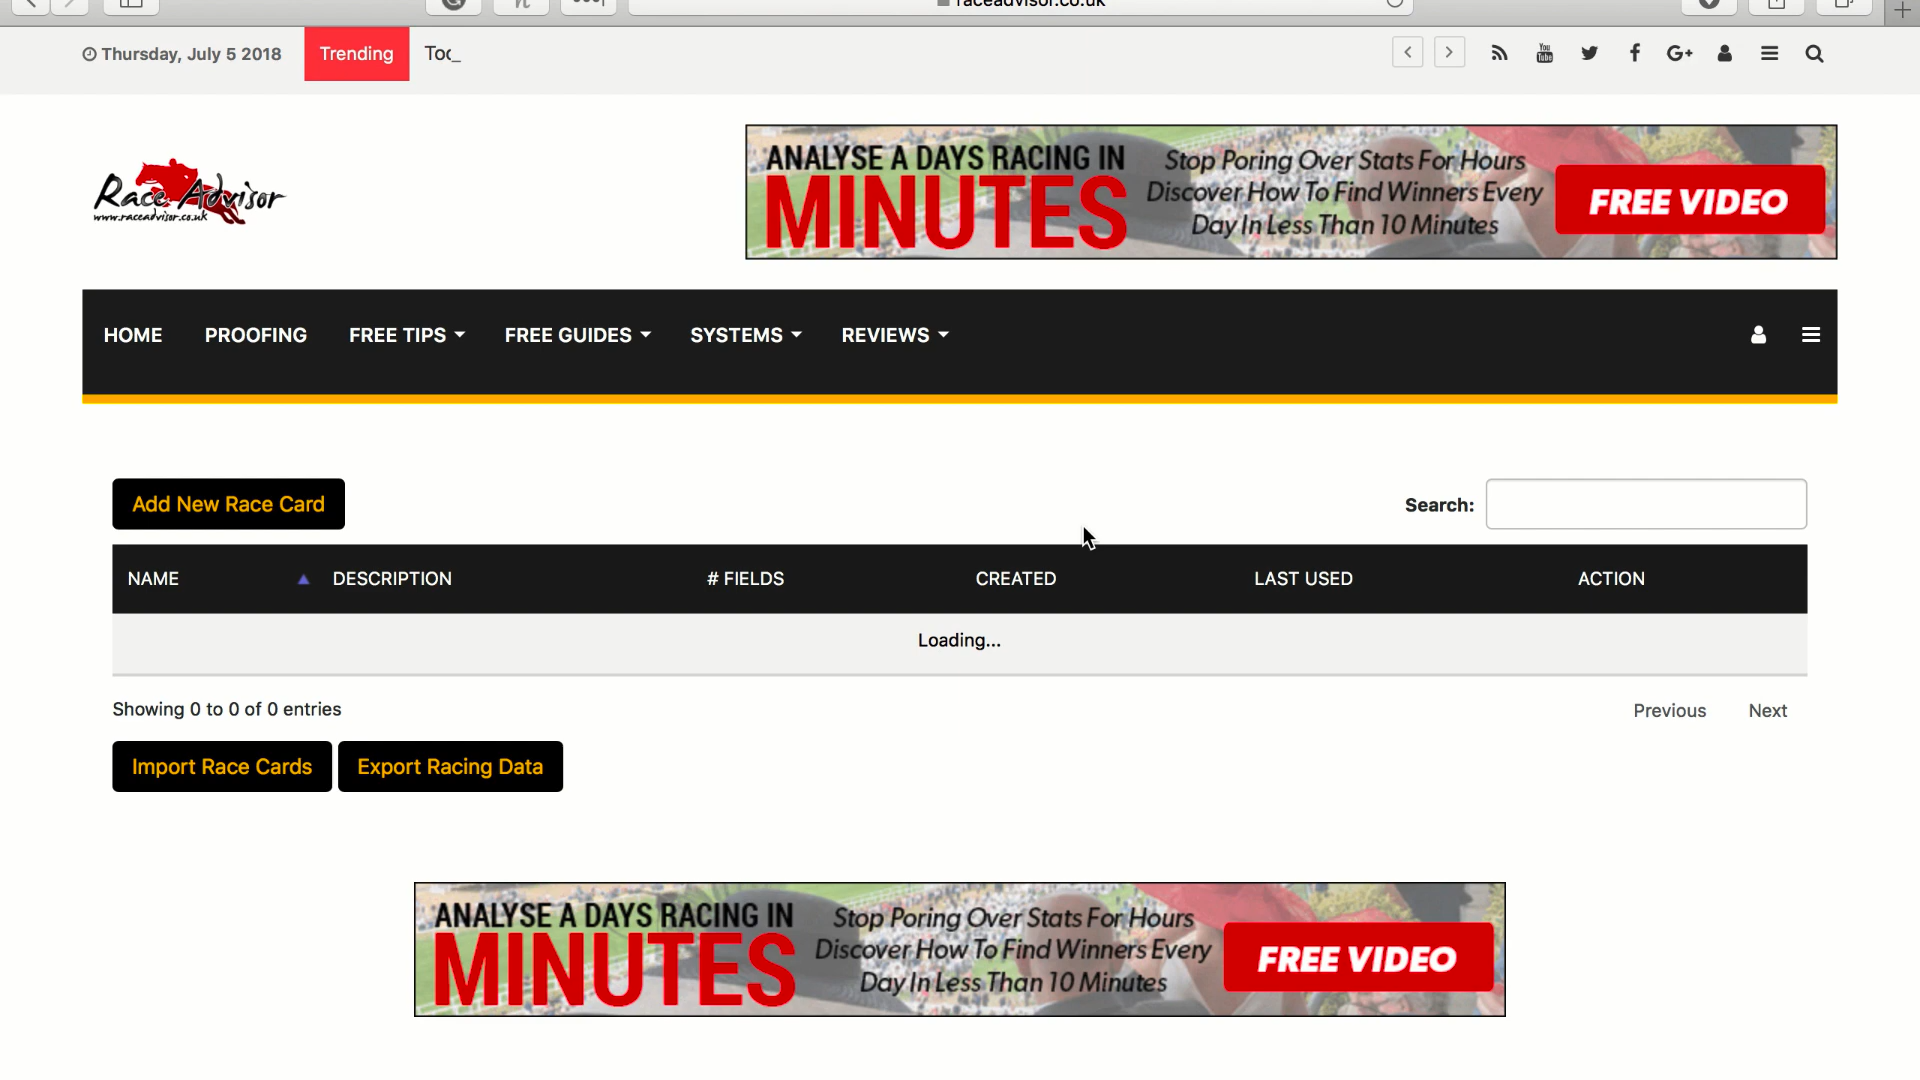 raceadvisor.co.uk
Thursday, July 5 2018
Trending
Toc_
Race Advisor
www.raceadvisor.co.uk
ANALYSE A DAYS RACING IN
MINUTES
Stop Poring Over Stats For Hours
Discover How To Find Winners Every
Day In Less Than 10 Minutes
FREE VIDEO
HOME PROOFING FREE TIPS FREE GUIDES SYSTEMS REVIEWS
Add New Race Card
Search:
NAME DESCRIPTION # FIELDS CREATED LAST USED ACTION
Loading...
Showing 0 to 0 of 0 entries
Previous Next
Import Race Cards Export Racing Data
ANALYSE A DAYS RACING IN
MINUTES
Stop Poring Over Stats For Hours
Discover How To Find Winners Every
Day In Less Than 10 Minutes
FREE VIDEO